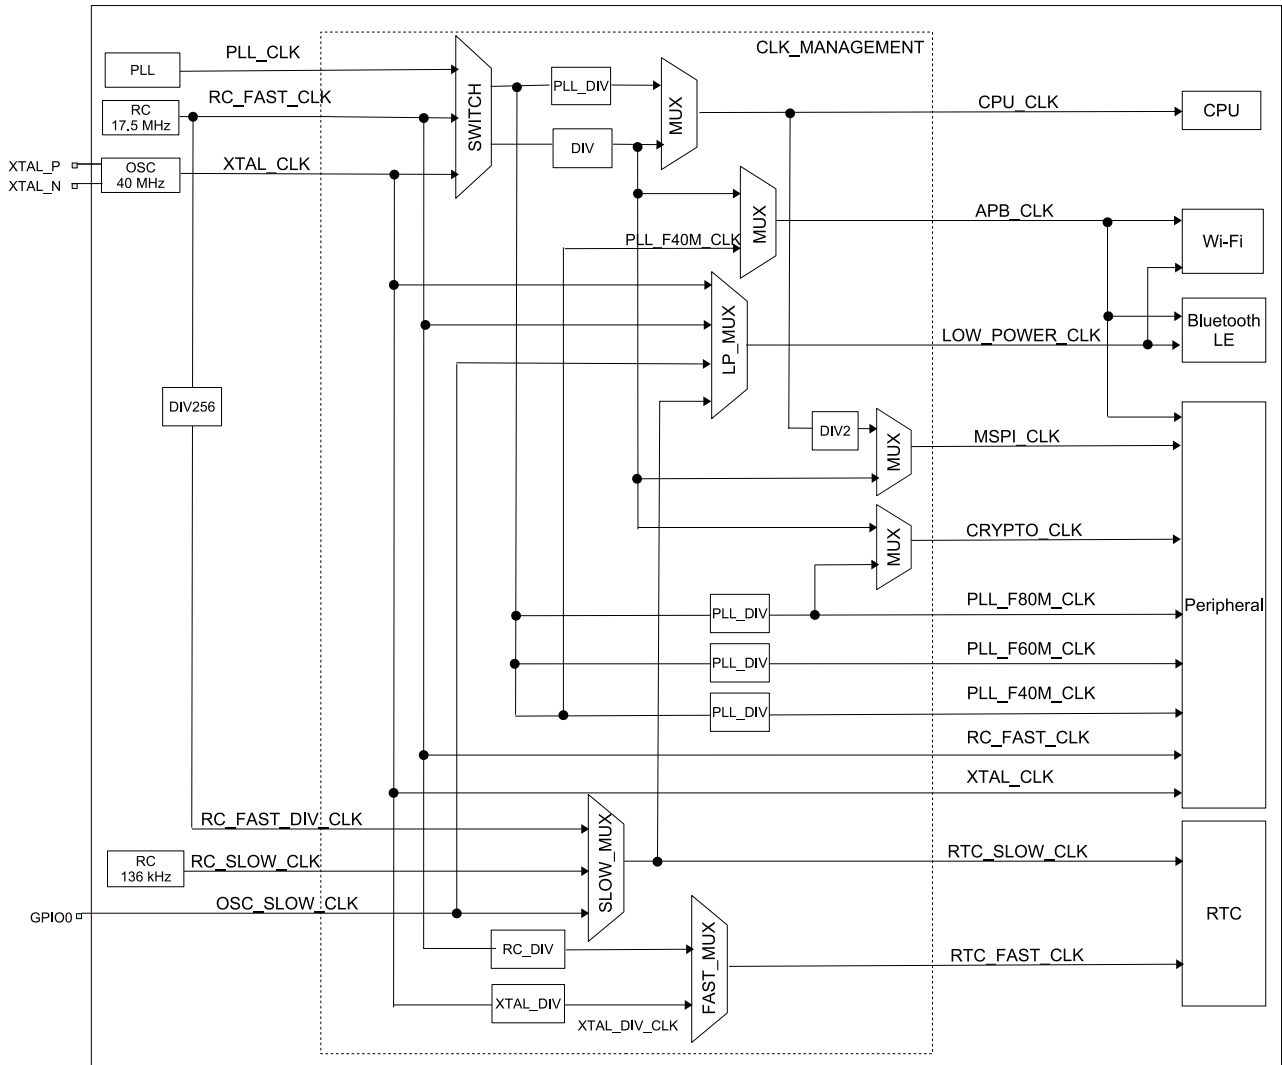 CLK_MANAGEMENT
PLL_CLK
PLL
PLL_DIV
RC_FAST_CLK
RC
17.5 MHz
SWITCH
MUX
CPU_CLK
CPU
DIV
XTAL_P
XTAL_N
OSC
40 MHz
XTAL_CLK
MUX
APB_CLK
PLL_F40M_CLK
Wi-Fi
LP_MUX
LOW_POWER_CLK
Bluetooth
LE
DIV256
DIV2
MUX
MSPI_CLK
MUX
CRYPTO_CLK
PLL_DIV
PLL_F80M_CLK
Peripheral
PLL_DIV
PLL_F60M_CLK
PLL_DIV
PLL_F40M_CLK
RC_FAST_CLK
XTAL_CLK
RC_FAST_DIV_CLK
SLOW_MUX
RC
136 kHz
RC_SLOW_CLK
RTC_SLOW_CLK
GPIO0
OSC_SLOW_CLK
RTC
RC_DIV
FAST_MUX
RTC_FAST_CLK
XTAL_DIV
XTAL_DIV_CLK